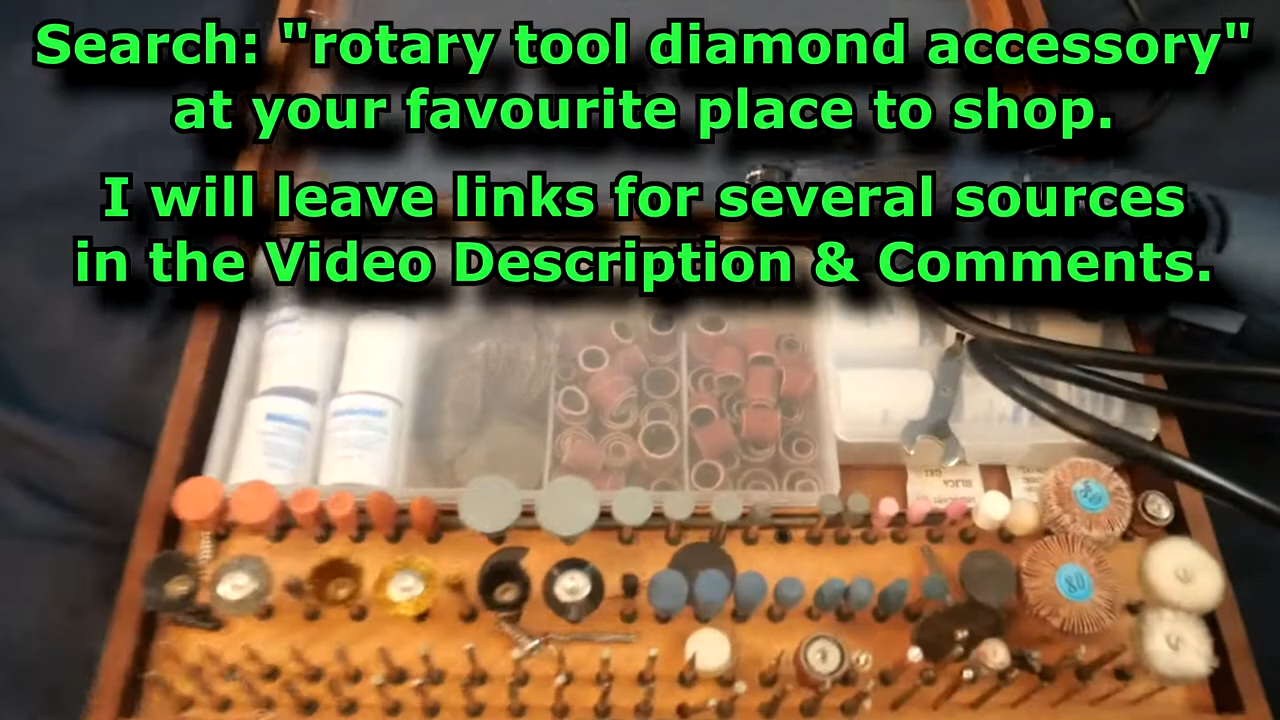 Search: "rotary tool diamond accessory"
at your favourite place to shop.
I will leave links for several sources
in the Video Description & Comments.
80